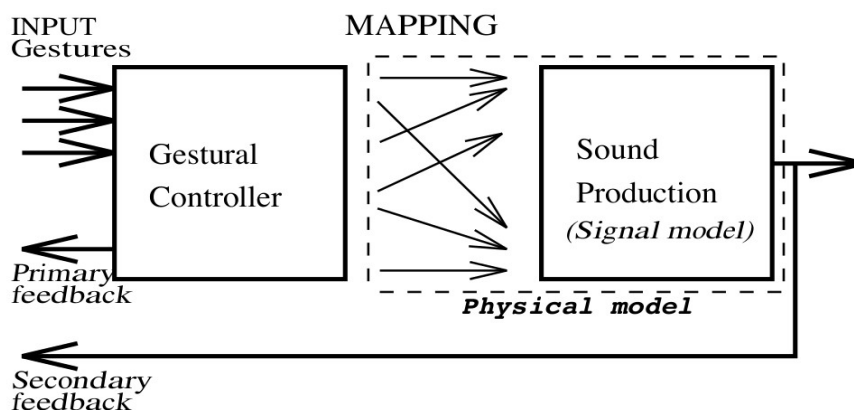 INPUT
Gestures
MAPPING
Gestural
Controller
Sound
Production
(Signal model)
Primary
feedback
Physical model
Secondary
feedback